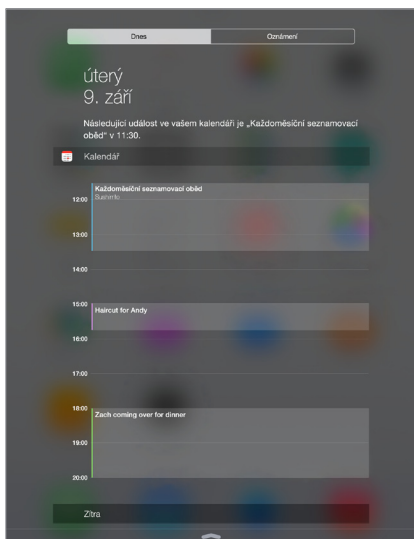 Dnes
Oznámení
úterý
9. září
Následující událost ve vašem kalendáři je „Každoměsíční seznamovací
oběd“ v 11:30.
Kalendář
Každoměsíční seznamovací oběd
12:00
13:00
14:00
15:00
Haircut for Andy
16:00
17:00
18:00
Zach coming over for dinner
19:00
20:00
Zítra